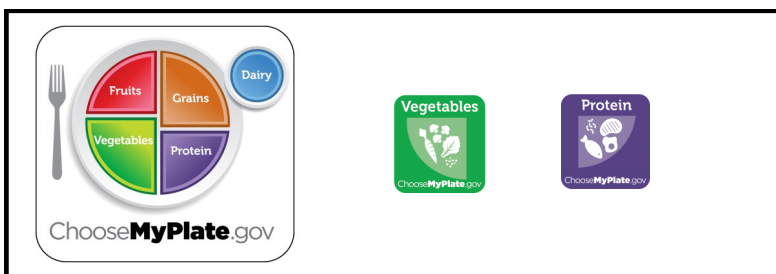 Fruits
Grains
Dairy
Vegetables
Protein
ChooseMyPlate.gov
Vegetables
ChooseMyPlate.gov
Protein
ChooseMyPlate.gov